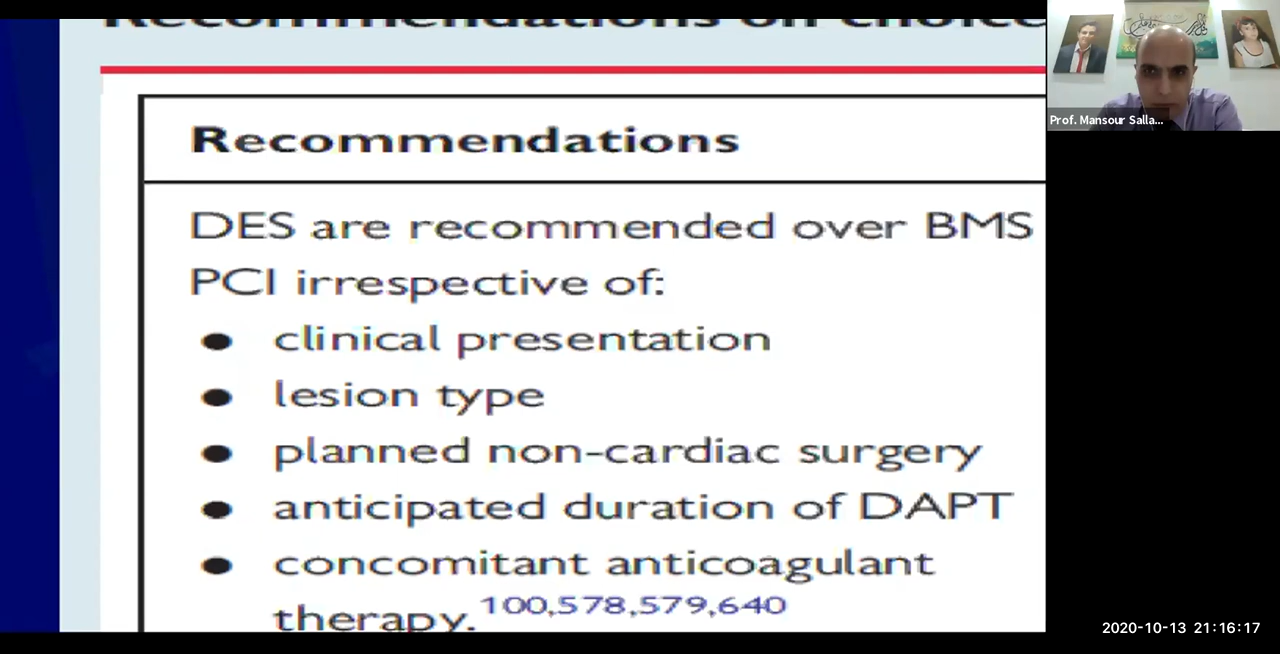 Recommendations on choice
Recommendations
DES are recommended over BMS
PCI irrespective of:
● clinical presentation
● lesion type
● planned non-cardiac surgery
● anticipated duration of DAPT
● concomitant anticoagulant
therapy.100,578,579,640
Prof. Mansour Salla...
2020-10-13 21:16:17